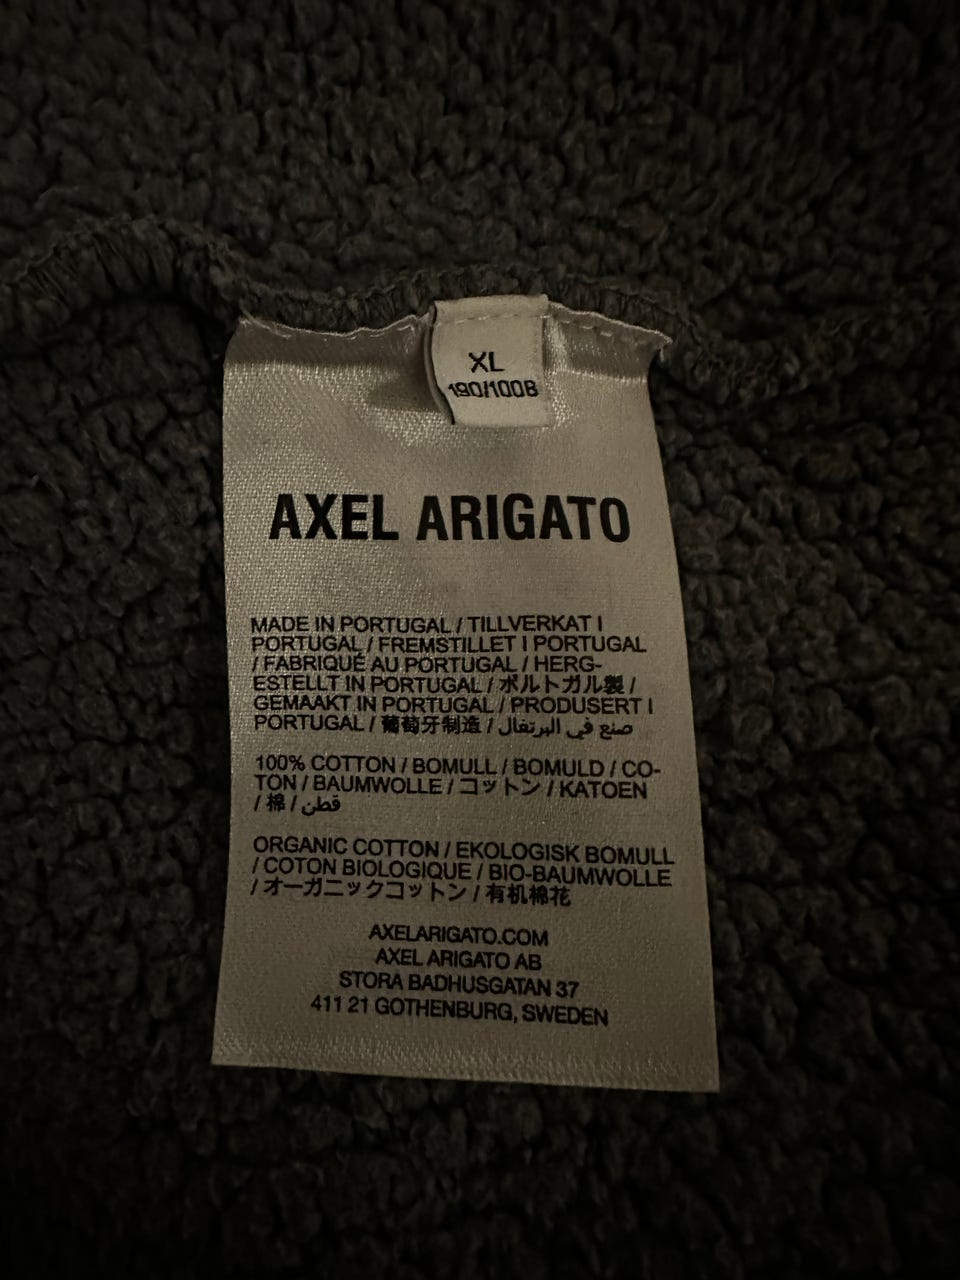 XL
190/100B
AXEL ARIGATO
MADE IN PORTUGAL / TILLVERKAT I
PORTUGAL / FREMSTILLET I PORTUGAL
/ FABRIQUÉ AU PORTUGAL / HERG-
ESTELLT IN PORTUGAL / ポルトガル製 /
GEMAAKT IN PORTUGAL / PRODUSERT I
PORTUGAL / 葡萄牙制造 / صنع في البرتغال
100% COTTON / BOMULL / BOMULD / CO-
TON / BAUMWOLLE / コットン / KATOEN
/ 棉 / قطن
ORGANIC COTTON / EKOLOGISK BOMULL
/ COTON BIOLOGIQUE / BIO-BAUMWOLLE
/ オーガニックコットン / 有机棉花
AXELARIGATO.COM
AXEL ARIGATO AB
STORA BADHUSGATAN 37
411 21 GOTHENBURG, SWEDEN